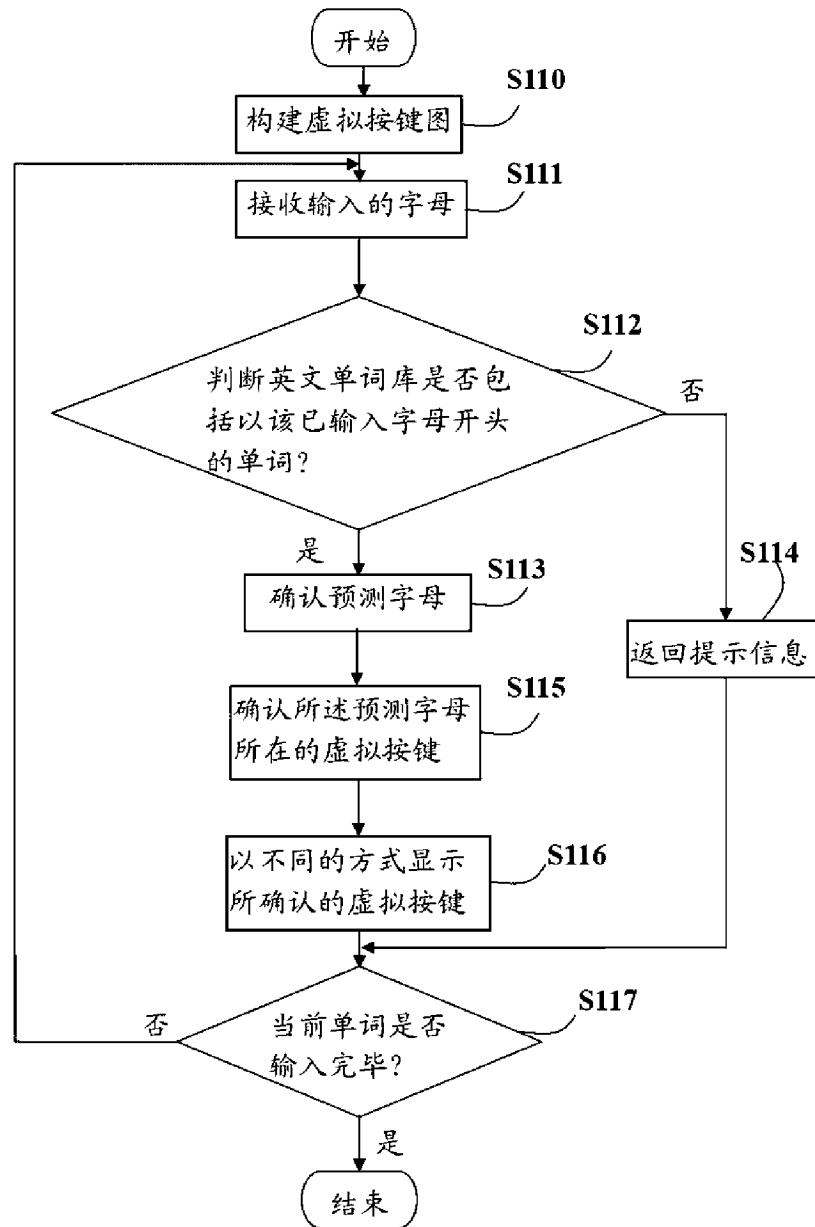 开始
S110
构建虚拟按键图
S111
接收输入的字母
S112
判断英文单词库是否包
括以该已输入字母开头
的单词?
否
是
S113
确认预测字母
S114
返回提示信息
S115
确认所述预测字母
所在的虚拟按键
S116
以不同的方式显示
所确认的虚拟按键
S117
否
当前单词是否
输入完毕?
是
结束